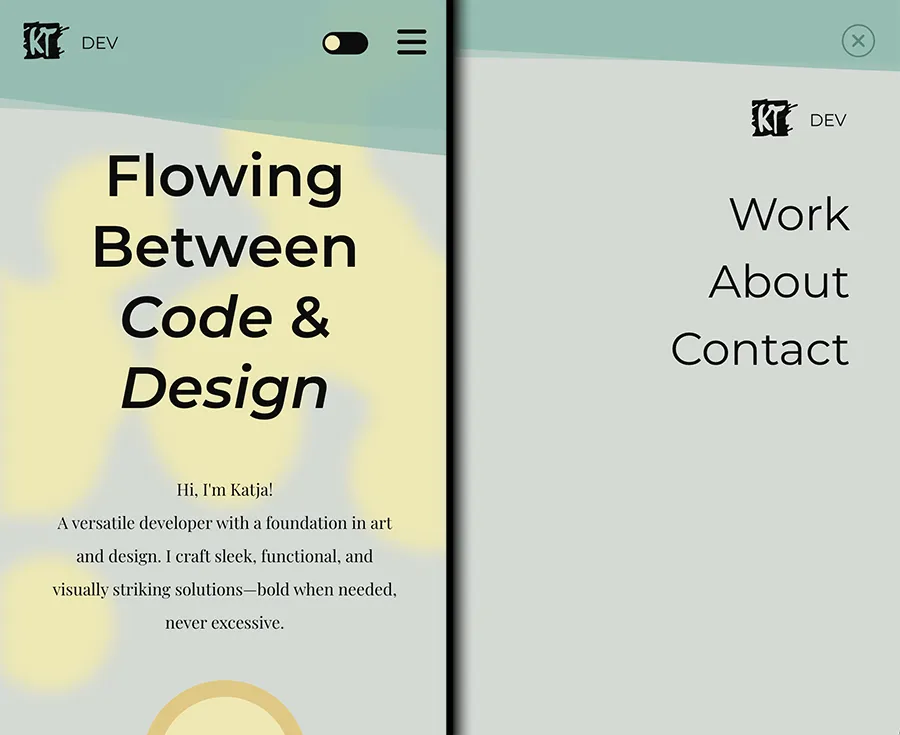 KT DEV
Flowing
Between
Code &
Design
Hi, I'm Katja!
A versatile developer with a foundation in art
and design. I craft sleek, functional, and
visually striking solutions—bold when needed,
never excessive.
KT DEV
Work
About
Contact